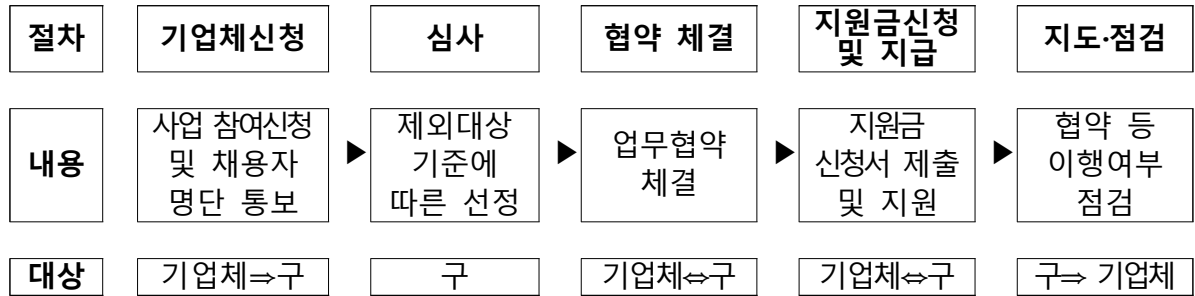 절차 기업체신청 심사 협약 체결 지원금신청 및 지급 지도·점검
내용
사업 참여신청
및 채용자
명단 통보
▶
제외대상
기준에
따른 선정
▶
업무협약
체결
▶
지원금
신청서 제출
및 지원
▶
협약 등
이행여부
점검
대상 기업체⇒구 구 기업체⇔구 기업체⇔구 구⇒ 기업체